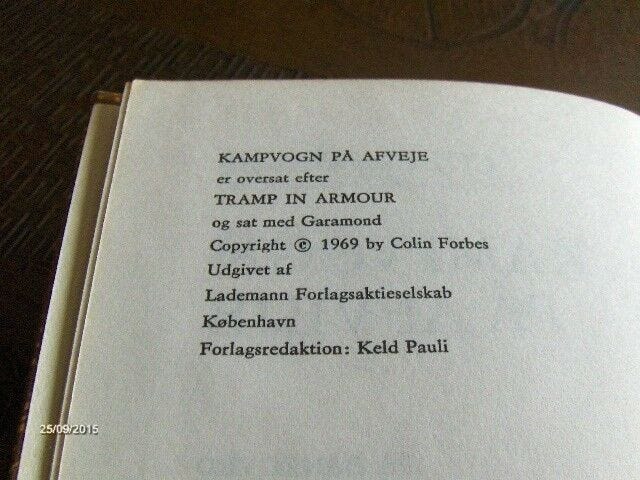 KAMPVOGN PÅ AFVEJE
er oversat efter
TRAMP IN ARMOUR
og sat med Garamond
Copyright © 1969 by Colin Forbes
Udgivet af
Lademann Forlagsaktieselskab
København
Forlagsredaktion: Keld Pauli
25/09/2015